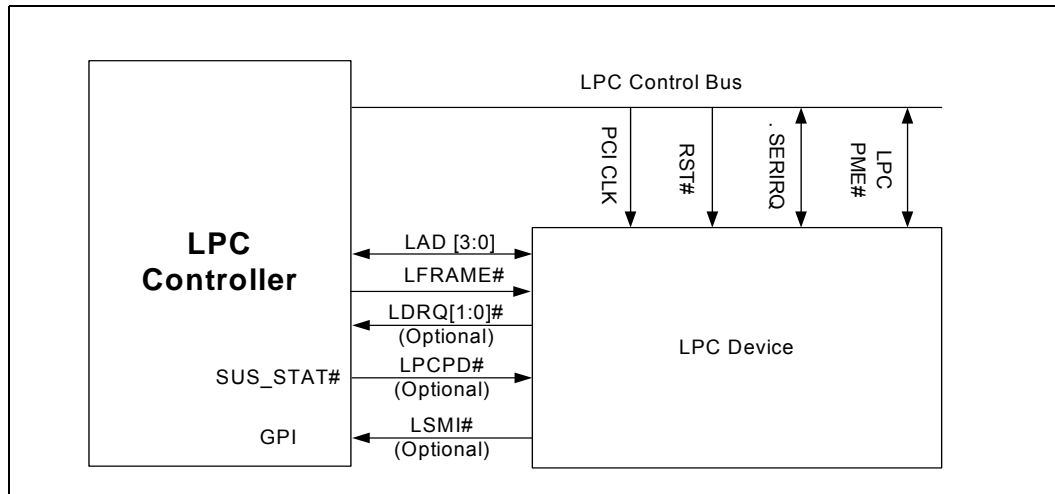 LPC Control Bus
PCI CLK
RST#
.SERIRQ
LPC
PME#
LPC
Controller
LAD [3:0]
LFRAME#
LDRQ[1:0]#
(Optional)
SUS_STAT#
LPCPD#
(Optional)
GPI
LSMI#
(Optional)
LPC Device